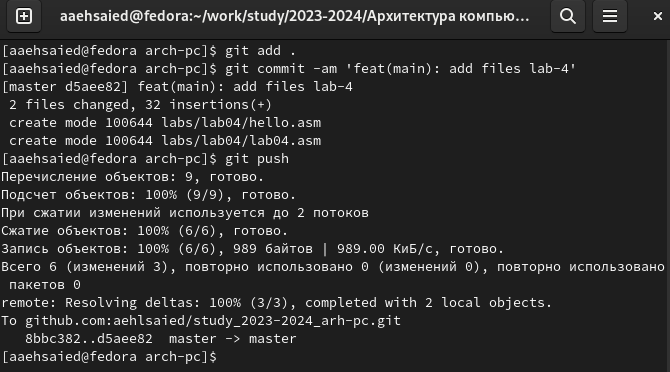 aaehsaied@fedora:~/work/study/2023-2024/Архитектура компью...
[aaehsaied@fedora arch-pc]$ git add .
[aaehsaied@fedora arch-pc]$ git commit -am 'feat(main): add files lab-4'
[master d5aee82] feat(main): add files lab-4
 2 files changed, 32 insertions(+)
 create mode 100644 labs/lab04/hello.asm
 create mode 100644 labs/lab04/lab04.asm
[aaehsaied@fedora arch-pc]$ git push
Перечисление объектов: 9, готово.
Подсчет объектов: 100% (9/9), готово.
При сжатии изменений используется до 2 потоков
Сжатие объектов: 100% (6/6), готово.
Запись объектов: 100% (6/6), 989 байтов | 989.00 КиБ/с, готово.
Всего 6 (изменений 3), повторно использовано 0 (изменений 0), повторно использовано
 пакетов 0
remote: Resolving deltas: 100% (3/3), completed with 2 local objects.
To github.com:aehlsaied/study_2023-2024_arh-pc.git
   8bbc382..d5aee82  master -> master
[aaehsaied@fedora arch-pc]$